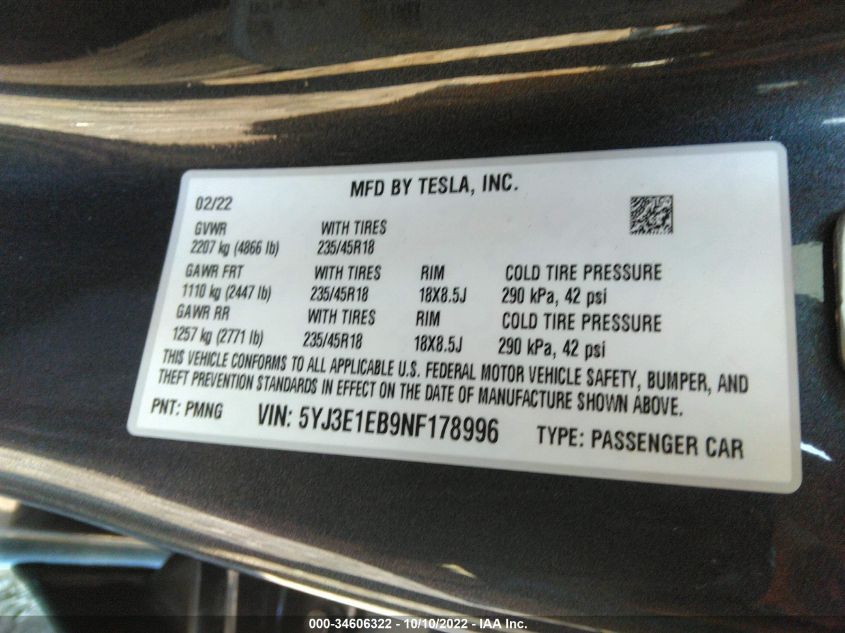 MFD BY TESLA, INC.
02/22
GVWR WITH TIRES
2207 kg (4866 lb) 235/45R18
GAWR FRT WITH TIRES RIM COLD TIRE PRESSURE
1110 kg (2447 lb) 235/45R18 18X8.5J 290 kPa, 42 psi
GAWR RR WITH TIRES RIM COLD TIRE PRESSURE
1257 kg (2771 lb) 235/45R18 18X8.5J 290 kPa, 42 psi
THIS VEHICLE CONFORMS TO ALL APPLICABLE U.S. FEDERAL MOTOR VEHICLE SAFETY, BUMPER, AND
THEFT PREVENTION STANDARDS IN EFFECT ON THE DATE OF MANUFACTURE SHOWN ABOVE.
PNT: PMNG VIN: 5YJ3E1EB9NF178996 TYPE: PASSENGER CAR
000-34606322 - 10/10/2022 - IAA, Inc.